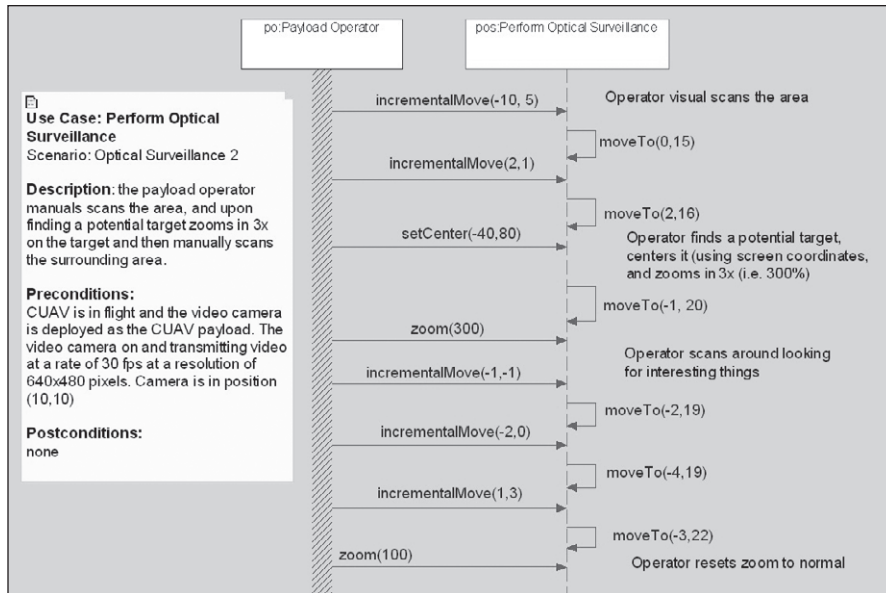 po:Payload Operator
pos:Perform Optical Surveillance
Use Case: Perform Optical
Surveillance
Scenario: Optical Surveillance 2
Description: the payload operator
manuals scans the area, and upon
finding a potential target zooms in 3x
on the target and then manually scans
the surrounding area.
Preconditions:
CUAV is in flight and the video camera
is deployed as the CUAV payload. The
video camera on and transmitting video
at a rate of 30 fps at a resolution of
640x480 pixels. Camera is in position
(10,10)
Postconditions:
none
incrementalMove(-10, 5)
Operator visual scans the area
moveTo(0,15)
incrementalMove(2,1)
moveTo(2,16)
setCenter(-40,80)
Operator finds a potential target,
centers it (using screen coordinates,
and zooms in 3x (i.e. 300%)
moveTo(-1, 20)
zoom(300)
Operator scans around looking
for interesting things
incrementalMove(-1,-1)
moveTo(-2,19)
incrementalMove(-2,0)
moveTo(-4,19)
incrementalMove(1,3)
moveTo(-3,22)
zoom(100)
Operator resets zoom to normal